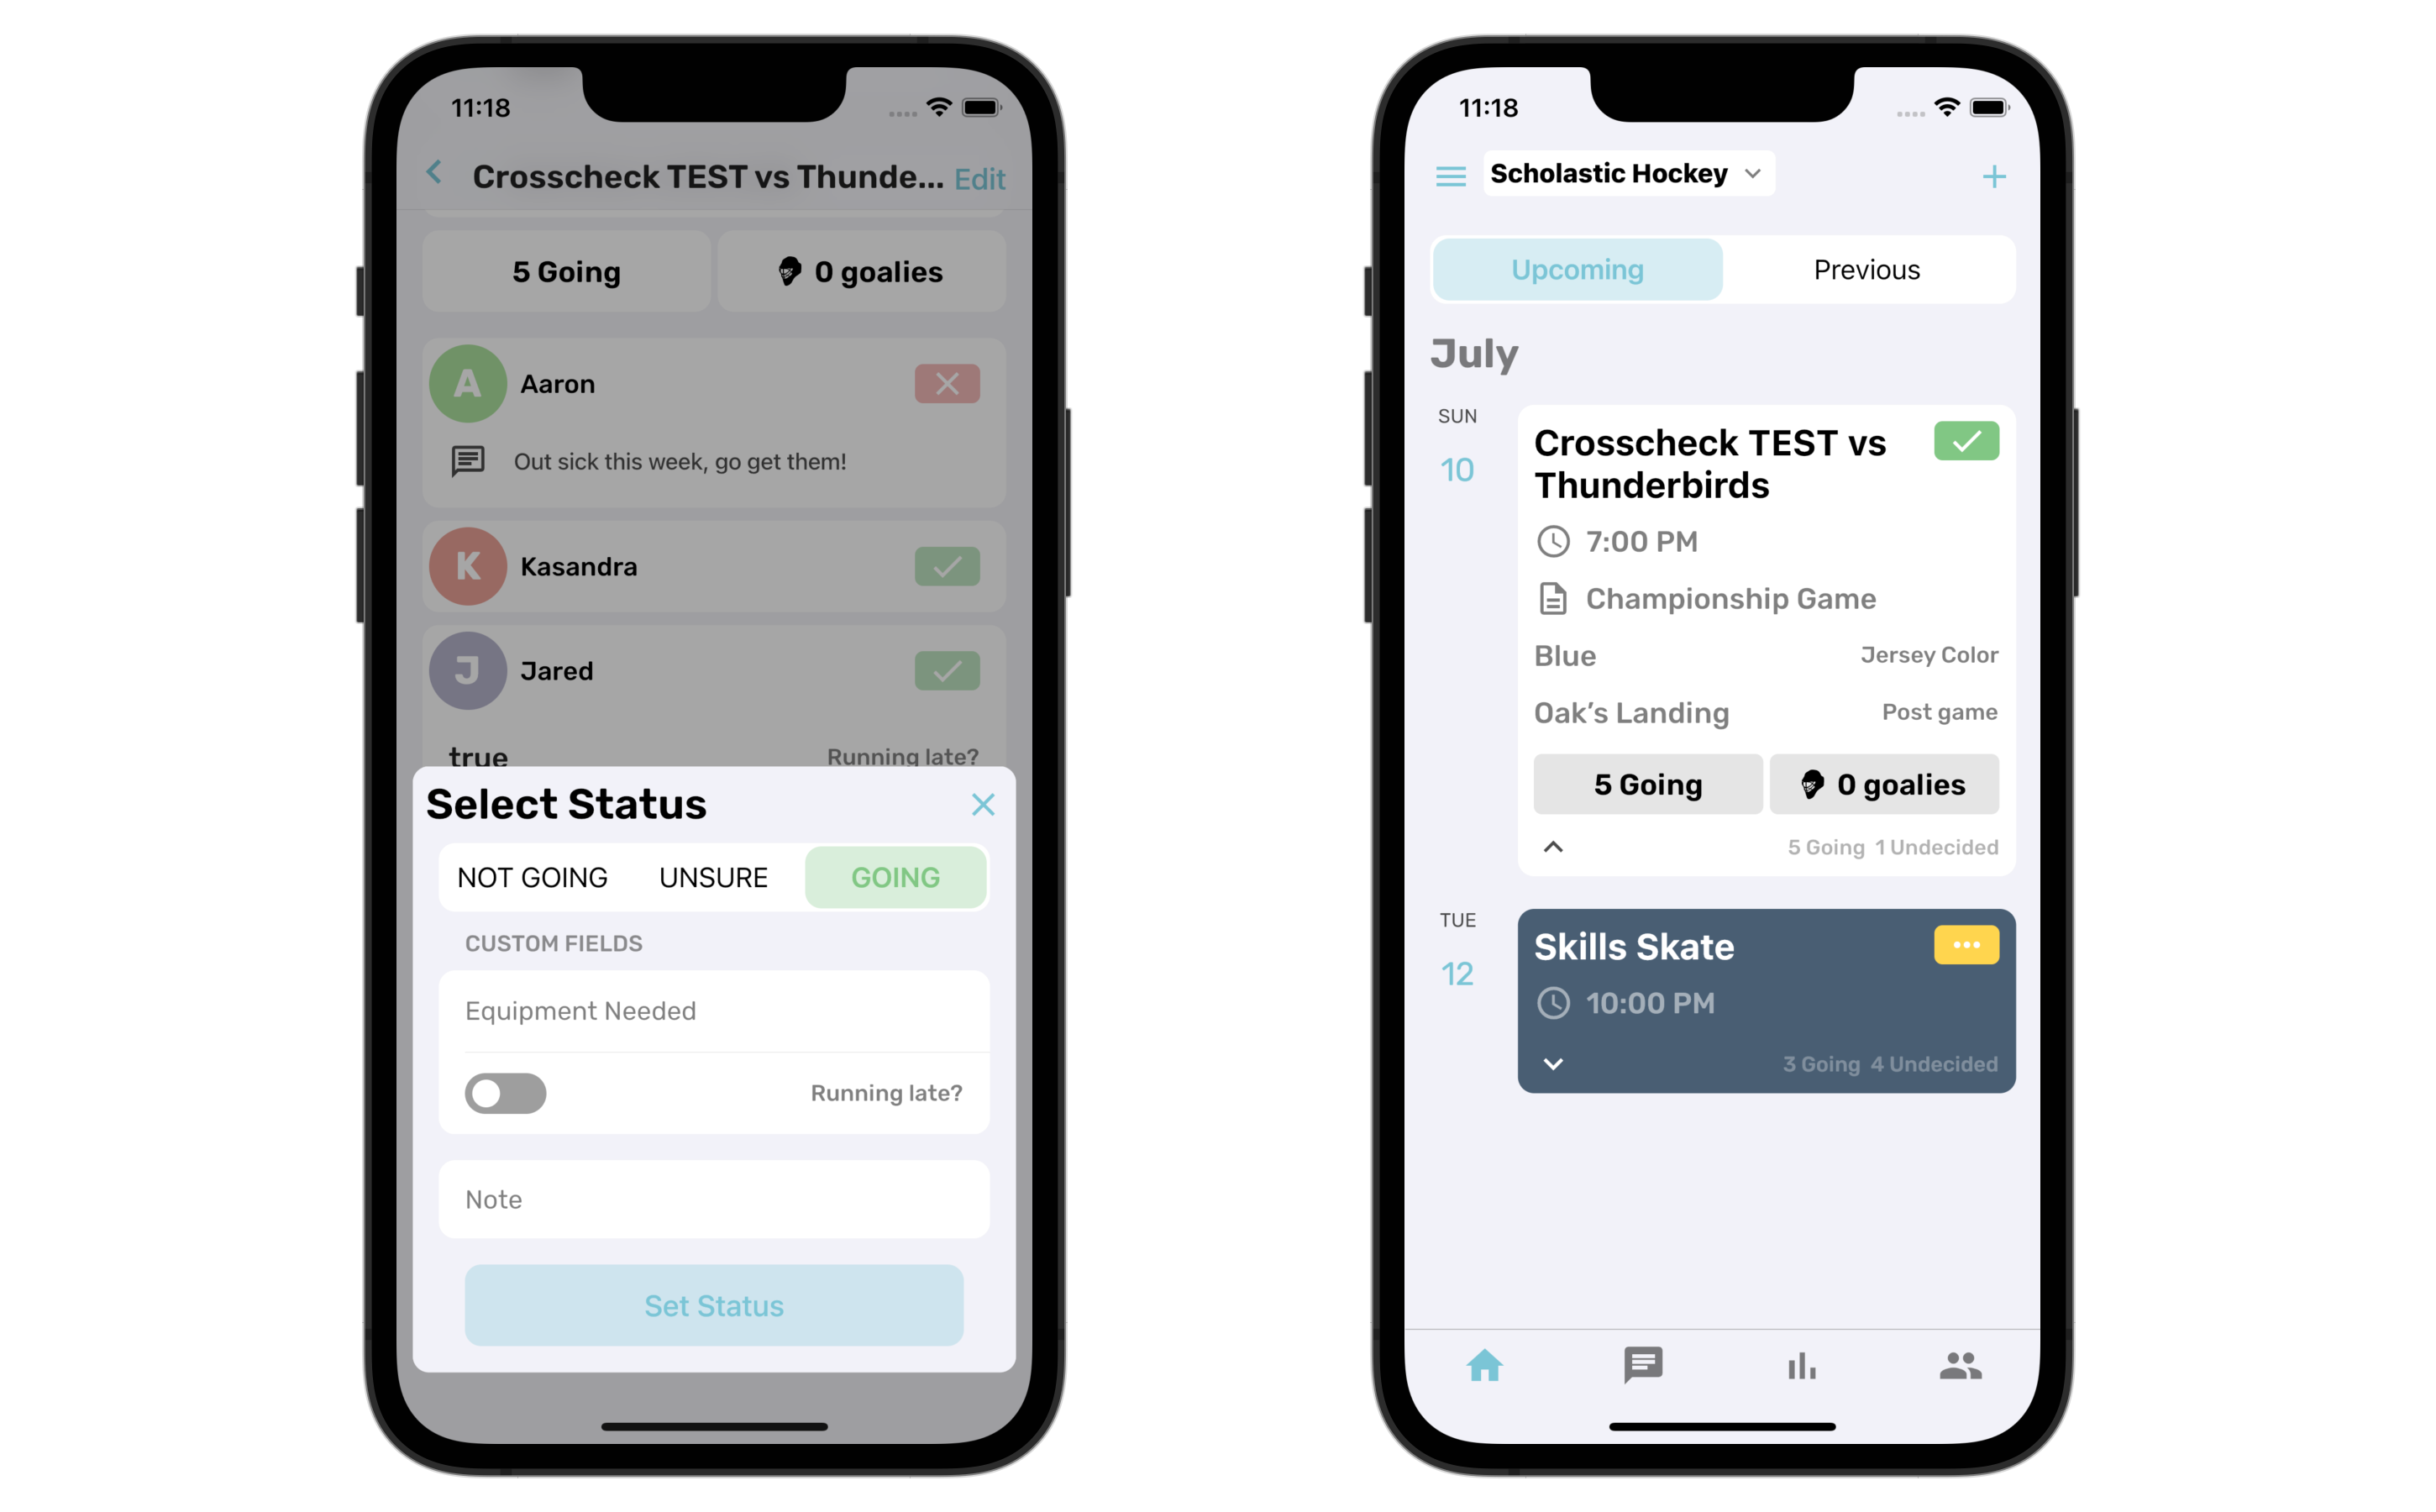 11:18
Crosscheck TEST vs Thunde... Edit
5 Going
0 goalies
A
Aaron
Out sick this week, go get them!
K
Kasandra
J
Jared
true
Running late?
Select Status
NOT GOING
UNSURE
GOING
CUSTOM FIELDS
Equipment Needed
Running late?
Note
Set Status
11:18
Scholastic Hockey
Upcoming
Previous
July
SUN
10
Crosscheck TEST vs
Thunderbirds
7:00 PM
Championship Game
Blue
Jersey Color
Oak’s Landing
Post game
5 Going
0 goalies
5 Going 1 Undecided
TUE
12
Skills Skate
10:00 PM
3 Going 4 Undecided